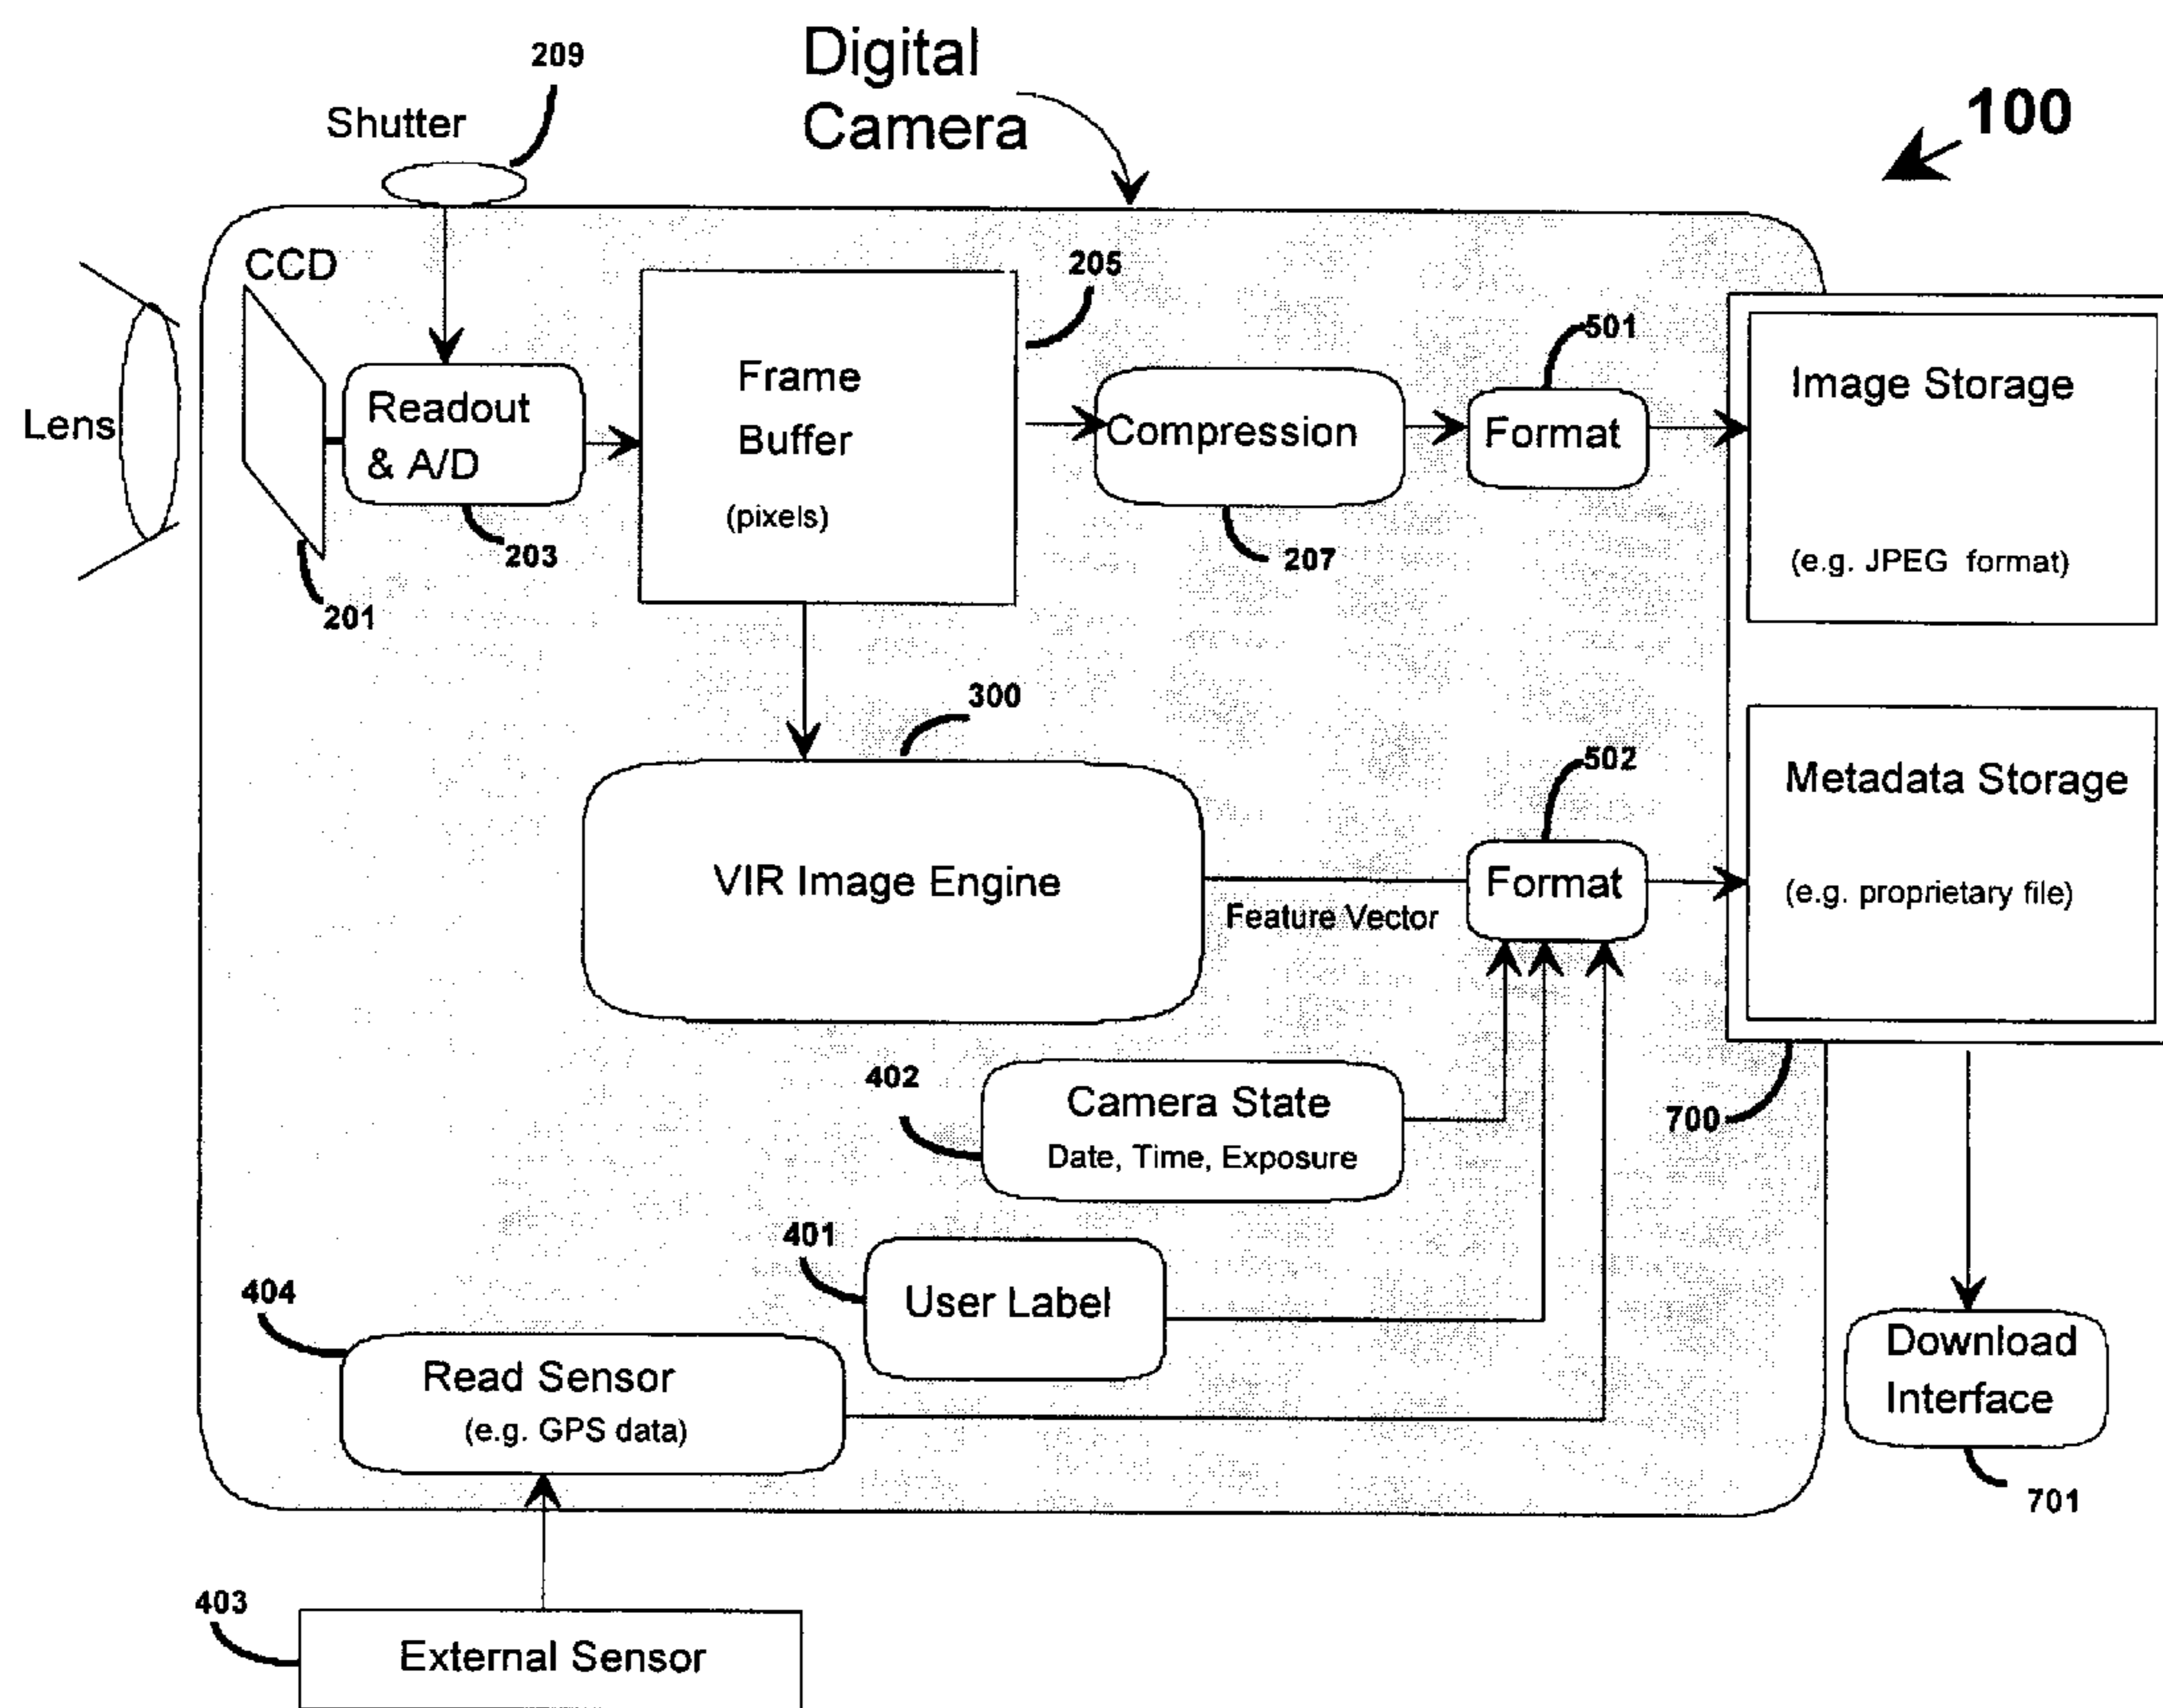 209
Digital
Camera
100
Shutter
CCD
205
501
Lens
Readout
& A/D
Frame
Buffer
(pixels)
Compression
Format
Image Storage
(e.g. JPEG format)
203
207
201
300
502
VIR Image Engine
Feature Vector
Format
Metadata Storage
(e.g. proprietary file)
402
Camera State
Date, Time, Exposure
700
401
User Label
404
Read Sensor
(e.g. GPS data)
Download
Interface
701
403
External Sensor